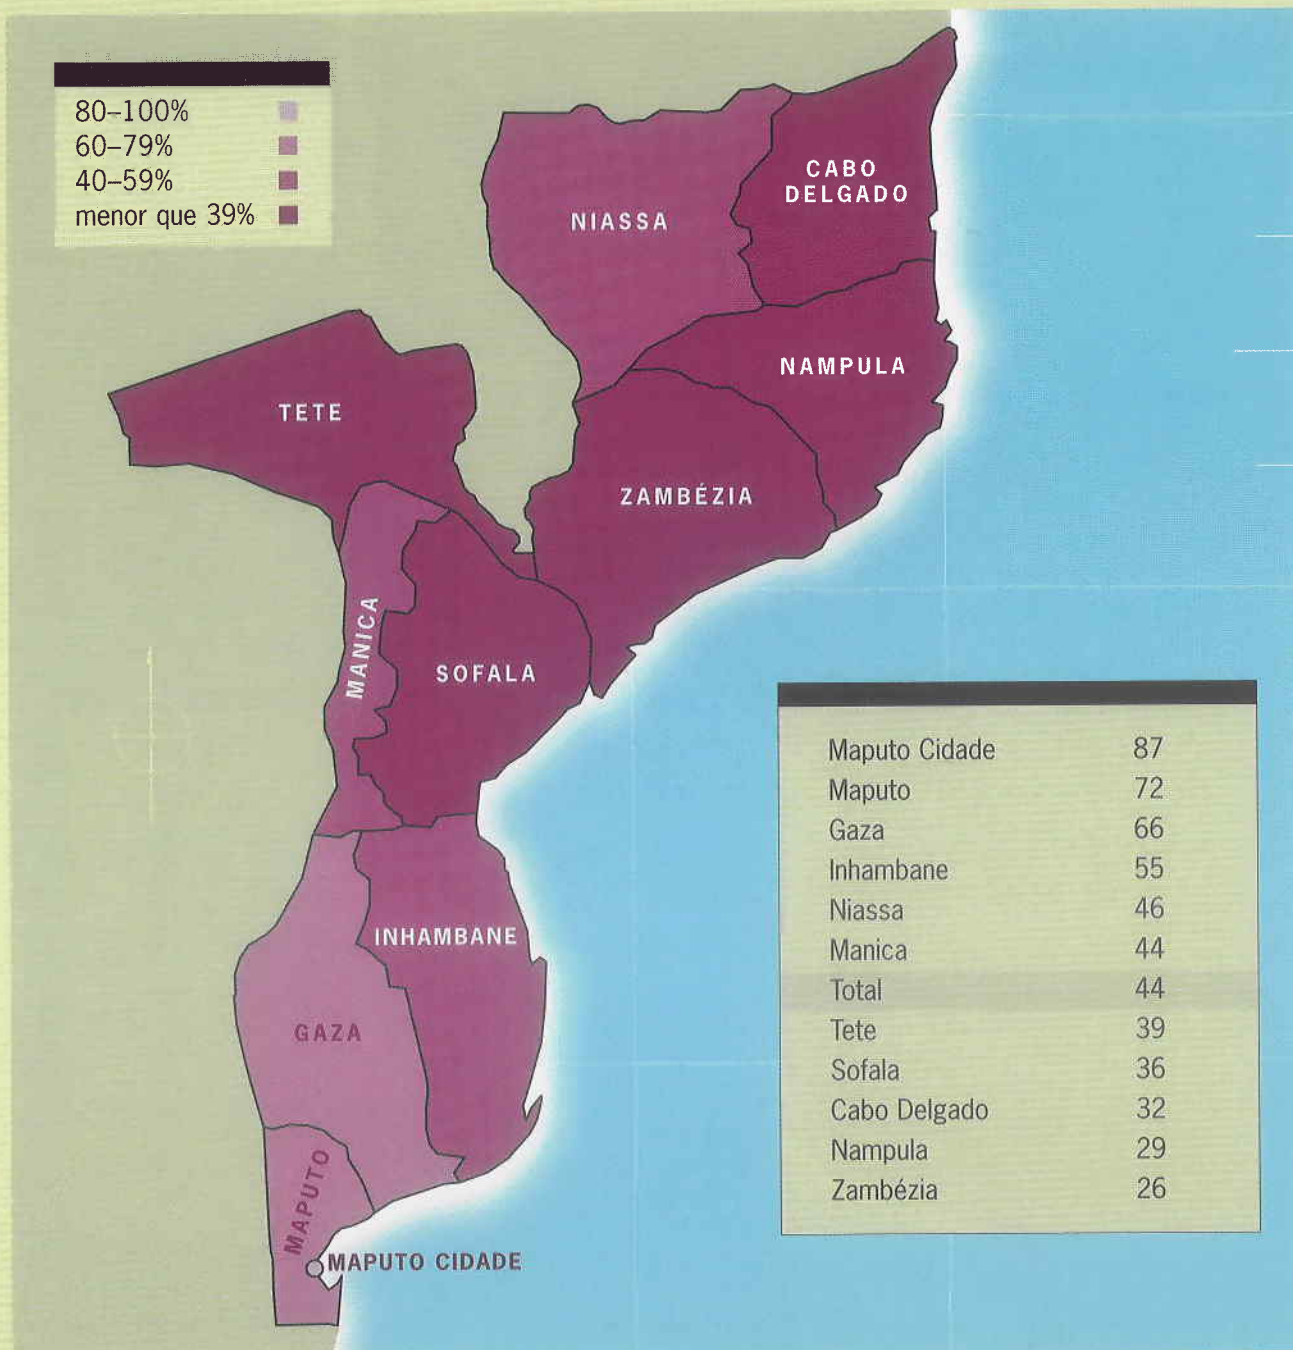 80–100%
60–79%
40–59%
menor que 39%
CABO
DELGADO
NIASSA
NAMPULA
TETE
ZAMBÉZIA
MANICA
SOFALA
INHAMBANE
GAZA
MAPUTO
MAPUTO CIDADE
Maputo Cidade 87
Maputo 72
Gaza 66
Inhambane 55
Niassa 46
Manica 44
Total 44
Tete 39
Sofala 36
Cabo Delgado 32
Nampula 29
Zambézia 26